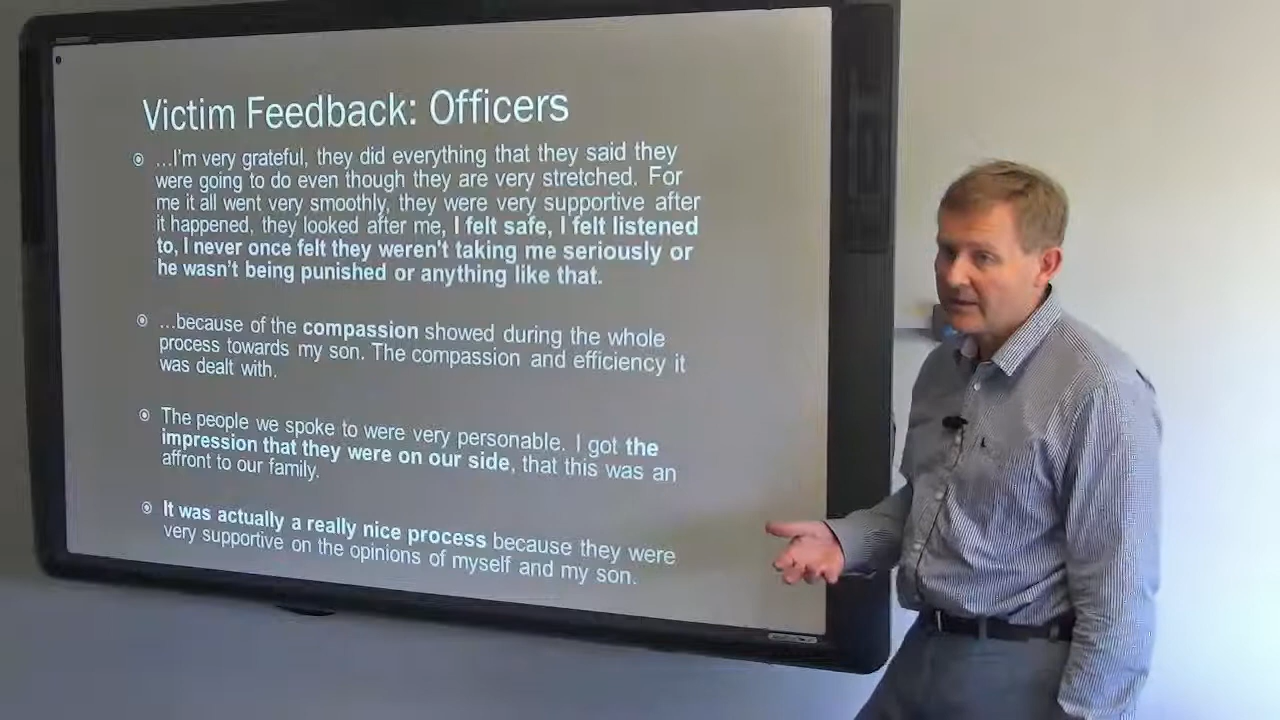 Victim Feedback: Officers
...I'm very grateful, they did everything that they said they
were going to do even though they are very stretched. For
me it all went very smoothly, they were very supportive after
it happened, they looked after me, I felt safe, I felt listened
to, I never once felt they weren't taking me seriously or
he wasn't being punished or anything like that.
...because of the compassion showed during the whole
process towards my son. The compassion and efficiency it
was dealt with.
The people we spoke to were very personable. I got the
impression that they were on our side, that this was an
affront to our family.
It was actually a really nice process because they were
very supportive on the opinions of myself and my son.